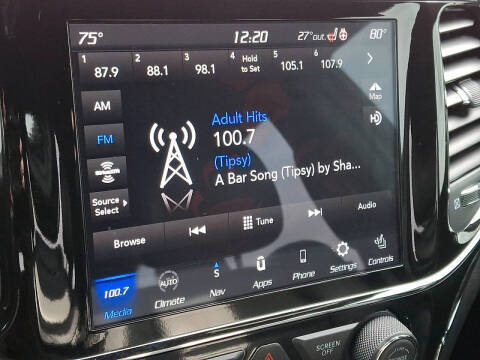 75° 12:20 27°out. 80°
1 2 3 4 5 6
87.9 88.1 98.1 Hold to Set 105.1 107.9
AM
FM
SiriusXM
Source Select
Adult Hits
100.7
(Tipsy)
A Bar Song (Tipsy) by Sha...
Map
HD
Browse Tune Audio
100.7 AUTO S
Media Climate Nav Apps Phone Settings Controls
SCREEN OFF